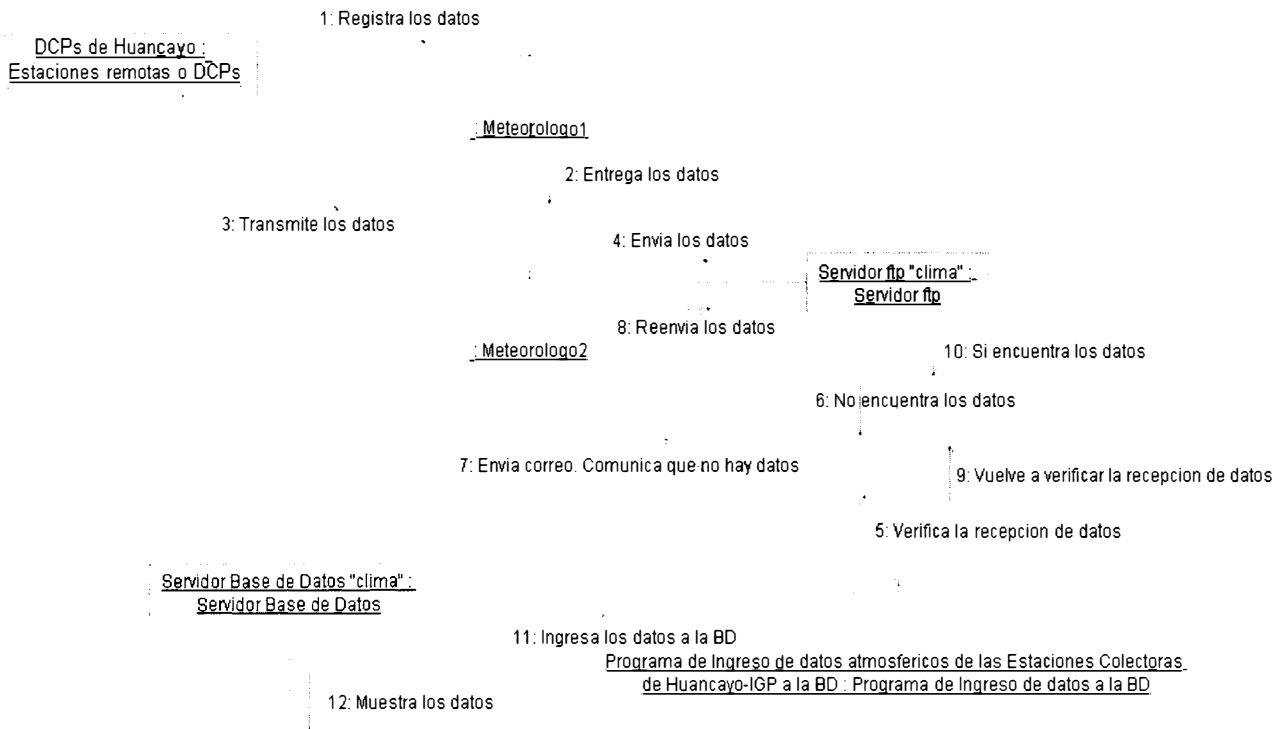 1: Registra los datos
DCPs de Huancayo :
Estaciones remotas o DCPs
: Meteorologo1
2: Entrega los datos
3: Transmite los datos
4: Envia los datos
Servidor ftp "clima" :
Servidor ftp
8: Reenvia los datos
: Meteorologo2
10: Si encuentra los datos
6: No encuentra los datos
7: Envia correo. Comunica que no hay datos
9: Vuelve a verificar la recepcion de datos
5: Verifica la recepcion de datos
Servidor Base de Datos "clima" :
Servidor Base de Datos
11: Ingresa los datos a la BD
Programa de Ingreso de datos atmosfericos de las Estaciones Colectoras
de Huancayo-IGP a la BD : Programa de Ingreso de datos a la BD
12: Muestra los datos